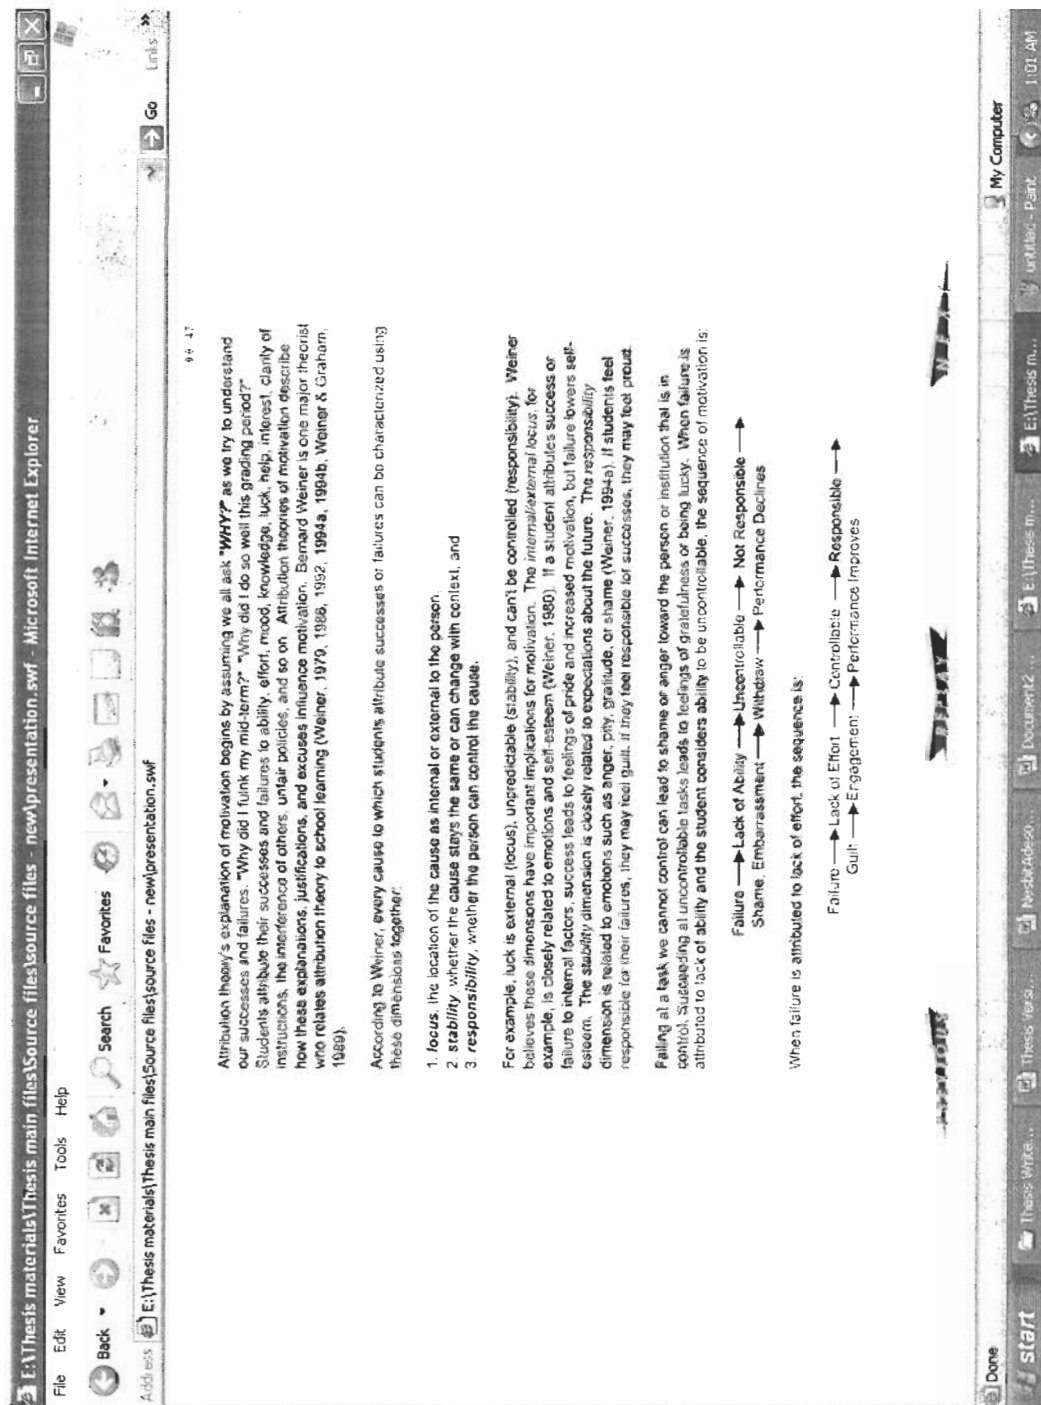 E:\Thesis materials\Thesis main files\Source files\source files - new\presentation.swf - Microsoft Internet Explorer
File Edit View Favorites Tools Help
Back Search Favorites
Address E:\Thesis materials\Thesis main files\Source files\source files - new\presentation.swf Go Links
Attribution theory's explanation of motivation begins by assuming we all ask "WHY?" as we try to understand
our successes and failures. "Why did I flunk my mid-term?" "Why did I do so well this grading period?"
Students attribute their successes and failures to ability, effort, mood, knowledge, luck, help, interest, clarity of
instructions, the interference of others, unfair policies, and so on. Attribution theories of motivation describe
how these explanations, justifications, and excuses influence motivation. Bernard Weiner is one major theorist
who relates attribution theory to school learning (Weiner, 1979, 1986, 1992, 1994a, 1994b, Weiner & Graham,
1989).
According to Weiner, every cause to which students attribute successes or failures can be characterized using
these dimensions together:
1. locus, the location of the cause as internal or external to the person,
2. stability, whether the cause stays the same or can change with context, and
3. responsibility, whether the person can control the cause.
For example, luck is external (locus), unpredictable (stability), and can't be controlled (responsibility). Weiner
believes these dimensions have important implications for motivation. The internal/external locus, for
example, is closely related to emotions and self-esteem (Weiner, 1980). If a student attributes success or
failure to internal factors, success leads to feelings of pride and increased motivation, but failure lowers self-
esteem. The stability dimension is closely related to expectations about the future. The responsibility
dimension is related to emotions such as anger, pity, gratitude, or shame (Weiner, 1994a). If students feel
responsible for their failures, they may feel guilt. If they feel responsible for successes, they may feel proud.
Failing at a task we cannot control can lead to shame or anger toward the person or institution that is in
control. Succeeding at uncontrollable tasks leads to feelings of gratefulness or being lucky. When failure is
attributed to lack of ability and the student considers ability to be uncontrollable, the sequence of motivation is:
Failure → Lack of Ability → Uncontrollable → Not Responsible →
Shame, Embarrassment → Withdraw → Performance Declines
When failure is attributed to lack of effort, the sequence is:
Failure → Lack of Effort → Controllable → Responsible →
Guilt → Engagement → Performance Improves
REPLAY
Done My Computer
start Thesis Write... Thesis Versi... NesbitAdeso... Document2... E:\Thesis m... E:\Thesis m... untitled - Paint 1:01 AM